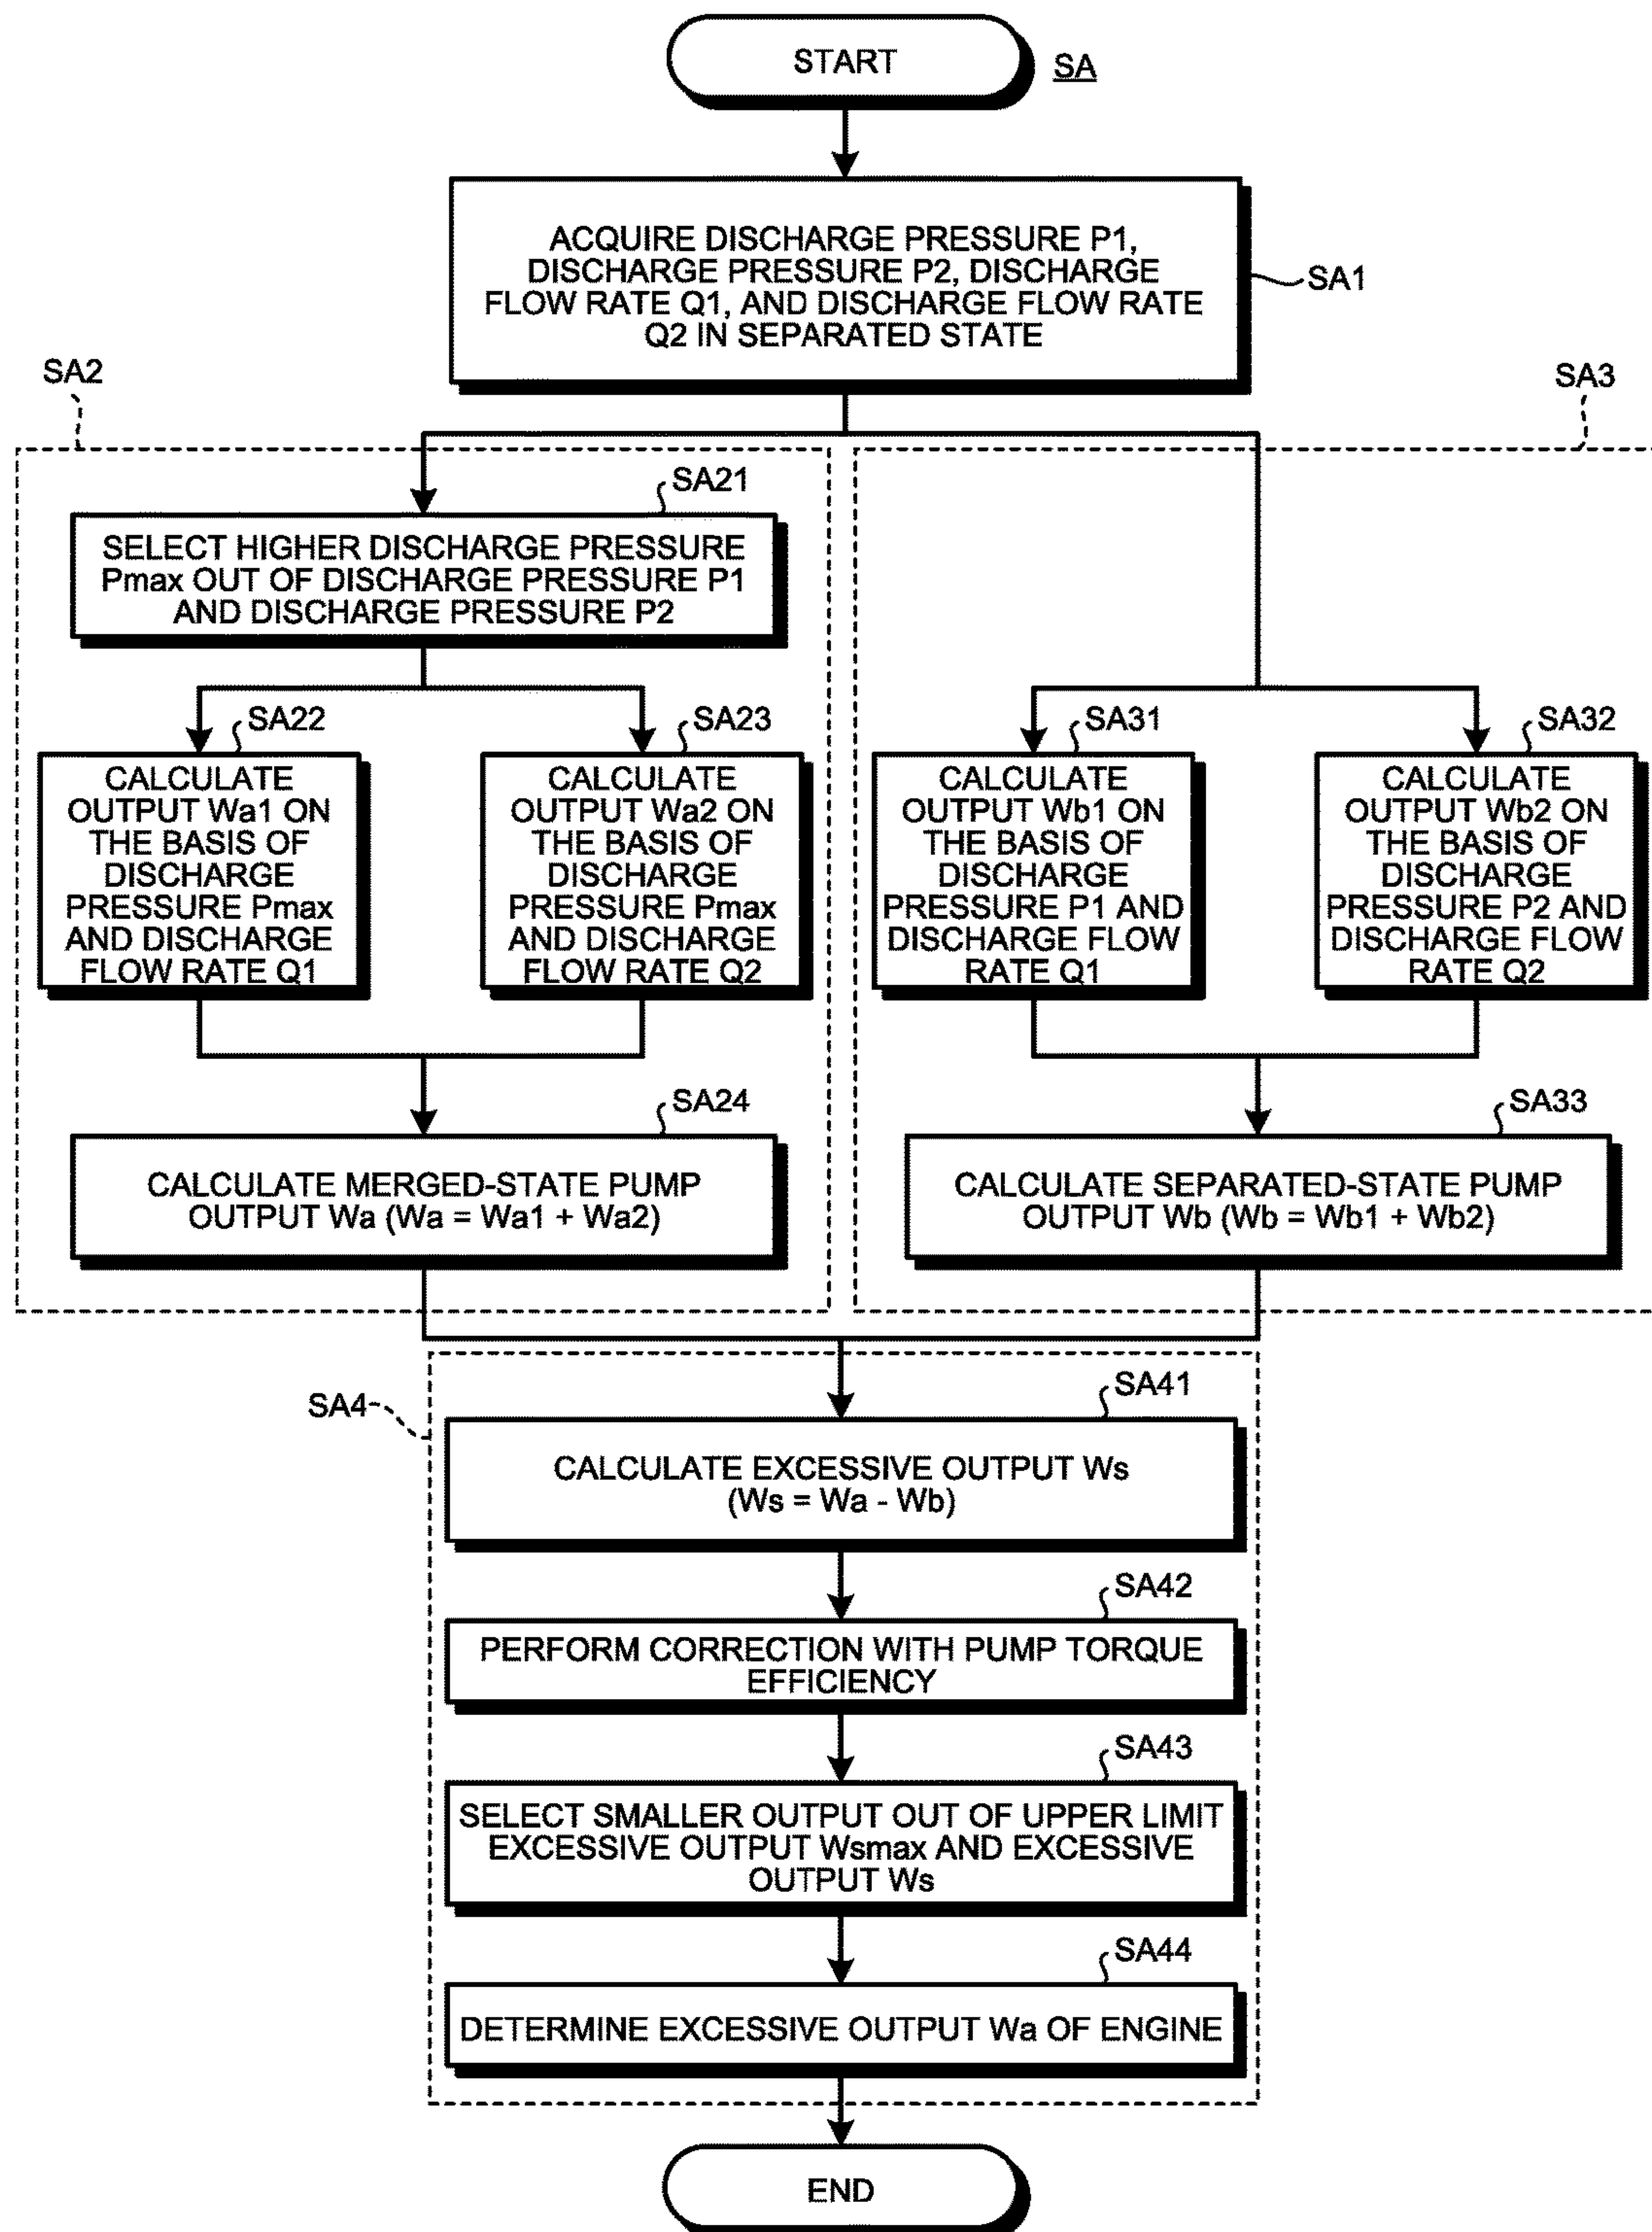 START
SA
ACQUIRE DISCHARGE PRESSURE P1,
DISCHARGE PRESSURE P2, DISCHARGE
FLOW RATE Q1, AND DISCHARGE FLOW RATE
Q2 IN SEPARATED STATE
SA1
SA2
SA3
SA21
SELECT HIGHER DISCHARGE PRESSURE
Pmax OUT OF DISCHARGE PRESSURE P1
AND DISCHARGE PRESSURE P2
SA22
CALCULATE
OUTPUT Wa1 ON
THE BASIS OF
DISCHARGE
PRESSURE Pmax
AND DISCHARGE
FLOW RATE Q1
SA23
CALCULATE
OUTPUT Wa2 ON
THE BASIS OF
DISCHARGE
PRESSURE Pmax
AND DISCHARGE
FLOW RATE Q2
SA31
CALCULATE
OUTPUT Wb1 ON
THE BASIS OF
DISCHARGE
PRESSURE P1 AND
DISCHARGE FLOW
RATE Q1
SA32
CALCULATE
OUTPUT Wb2 ON
THE BASIS OF
DISCHARGE
PRESSURE P2 AND
DISCHARGE FLOW
RATE Q2
SA24
CALCULATE MERGED-STATE PUMP
OUTPUT Wa (Wa = Wa1 + Wa2)
SA33
CALCULATE SEPARATED-STATE PUMP
OUTPUT Wb (Wb = Wb1 + Wb2)
SA4
SA41
CALCULATE EXCESSIVE OUTPUT Ws
(Ws = Wa - Wb)
SA42
PERFORM CORRECTION WITH PUMP TORQUE
EFFICIENCY
SA43
SELECT SMALLER OUTPUT OUT OF UPPER LIMIT
EXCESSIVE OUTPUT Wsmax AND EXCESSIVE
OUTPUT Ws
SA44
DETERMINE EXCESSIVE OUTPUT Wa OF ENGINE
END